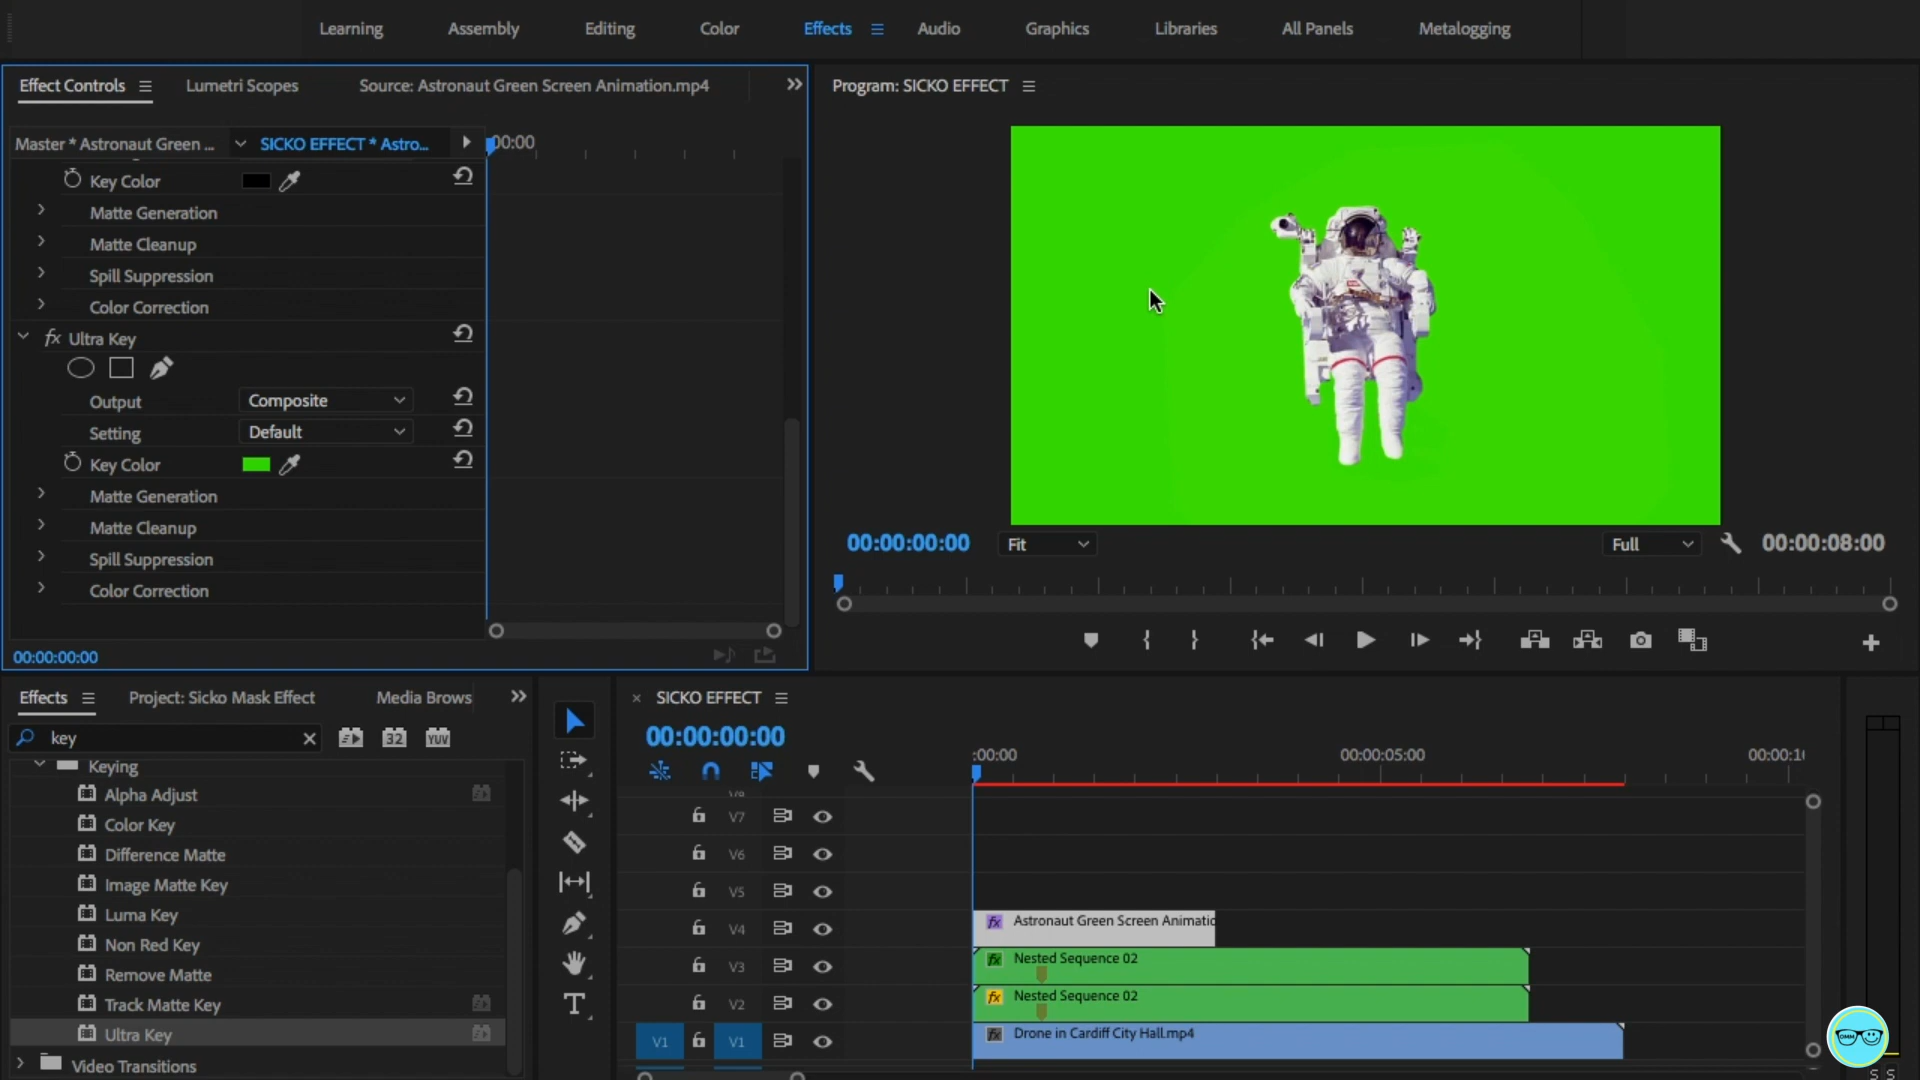 Learning Assembly Editing Color Effects Audio Graphics Libraries All Panels Metalogging
Effect Controls Lumetri Scopes Source: Astronaut Green Screen Animation.mp4
Master * Astronaut Green ... SICKO EFFECT * Astro...
:00:00
Key Color
Matte Generation
Matte Cleanup
Spill Suppression
Color Correction
fx Ultra Key
Output Composite
Setting Default
Key Color
Matte Generation
Matte Cleanup
Spill Suppression
Color Correction
00:00:00:00
Program: SICKO EFFECT
00:00:00:00 Fit Full 00:00:08:00
Effects Project: Sicko Mask Effect Media Brows
key
32
YUV
Keying
Alpha Adjust
Color Key
Difference Matte
Image Matte Key
Luma Key
Non Red Key
Remove Matte
Track Matte Key
Ultra Key
Video Transitions
SICKO EFFECT
00:00:00:00
:00:00 00:00:05:00 00:00:10
V8
V7
V6
V5
V4 fx Astronaut Green Screen Animatio
V3 fx Nested Sequence 02
V2 fx Nested Sequence 02
V1 V1 fx Drone in Cardiff City Hall.mp4
S S